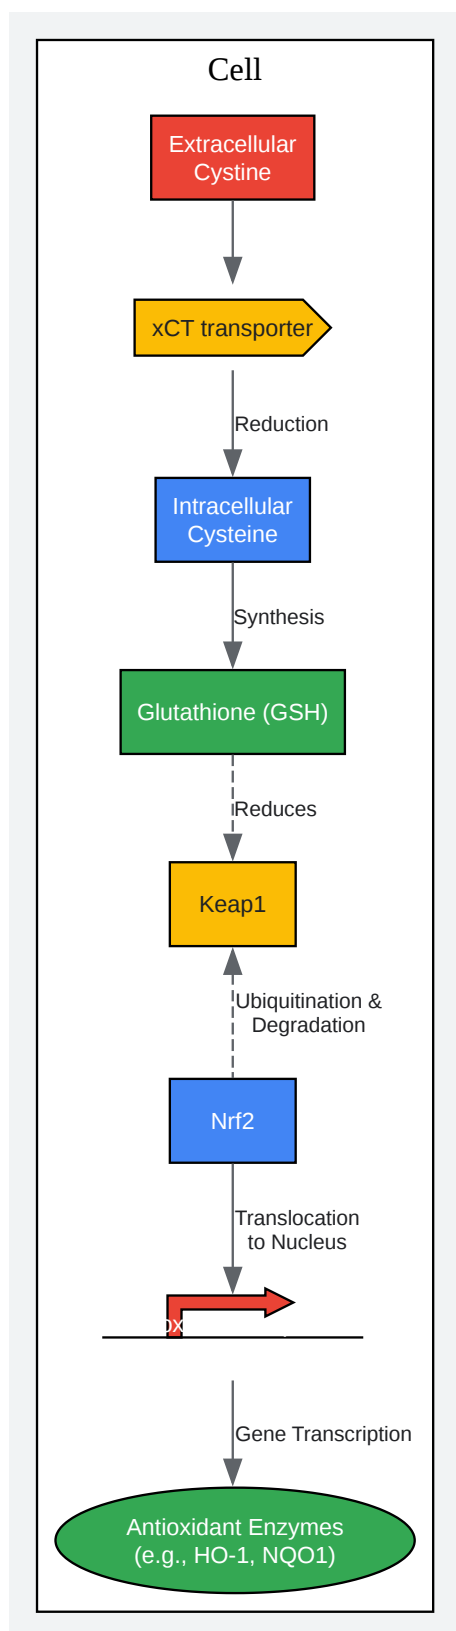 Cell
Extracellular
Cystine
xCT transporter
Reduction
Intracellular
Cysteine
Synthesis
Glutathione (GSH)
Reduces
Keap1
Ubiquitination &
Degradation
Nrf2
Translocation
to Nucleus
Gene Transcription
Antioxidant Enzymes
(e.g., HO-1, NQO1)